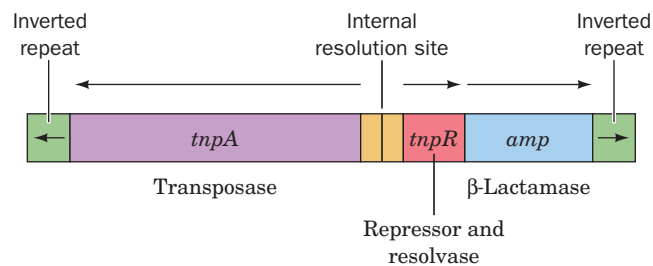 Inverted
repeat
Internal
resolution site
Inverted
repeat
tnpA
tnpR
amp
Transposase
β-Lactamase
Repressor and
resolvase